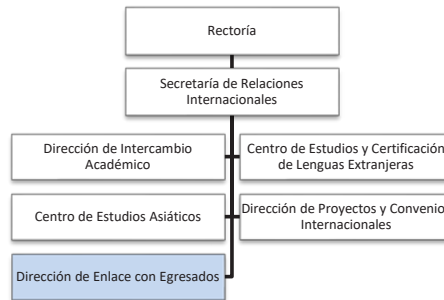 Rectoría
Secretaría de Relaciones
Internacionales
Dirección de Intercambio
Académico
Centro de Estudios y Certificación
de Lenguas Extranjeras
Centro de Estudios Asiáticos
Dirección de Proyectos y Convenio
Internacionales
Dirección de Enlace con Egresados